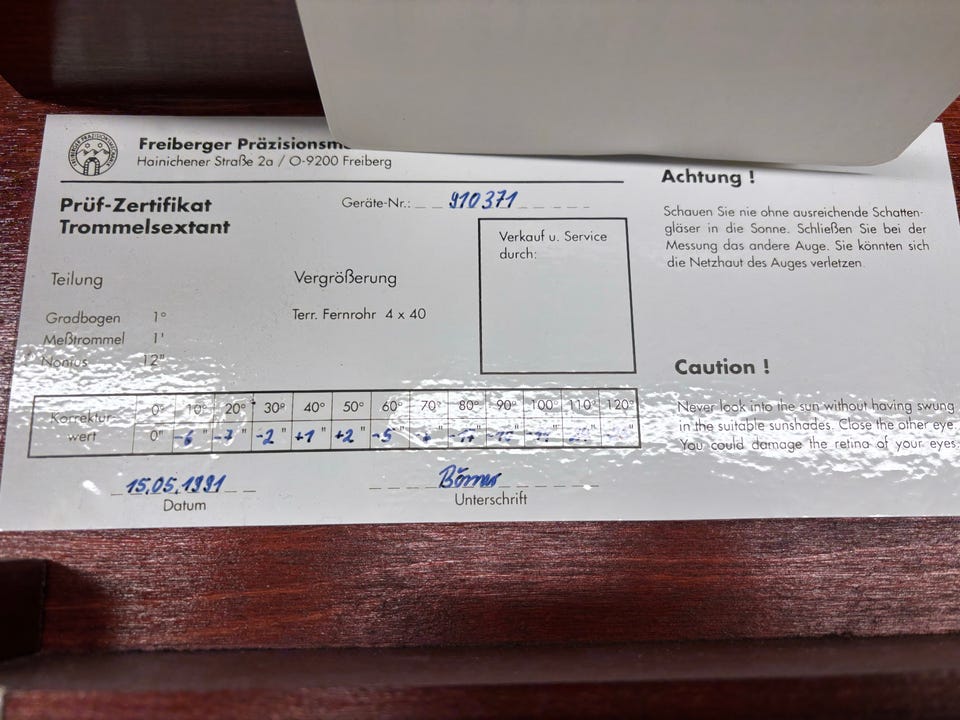 Freiberger
Hainichener Straße 2a / O-9200 Freiberg
Prüf-Zertifikat
Trommelsextant
Geräte-Nr.: 910371
Verkauf u. Service
durch:
Teilung
Vergrößerung
Gradbogen 1°
Meßtrommel 1'
Nonius 12"
Terr. Fernrohr 4 x 40
Korrektur- 0° 10° 20° 30° 40° 50° 60° 70° 80° 90° 100° 110° 120°
wert 0" -6" -7" -2" +1" +2" -5"
15.05.1991
Datum
Unterschrift
Achtung !
Schauen Sie nie ohne ausreichende Schatten-
gläser in die Sonne. Schließen Sie bei der
Messung das andere Auge. Sie könnten sich
die Netzhaut des Auges verletzen.
Caution !
Never look into the sun without having swung
in the suitable sunshades. Close the other eye.
You could damage the retina of your eyes.